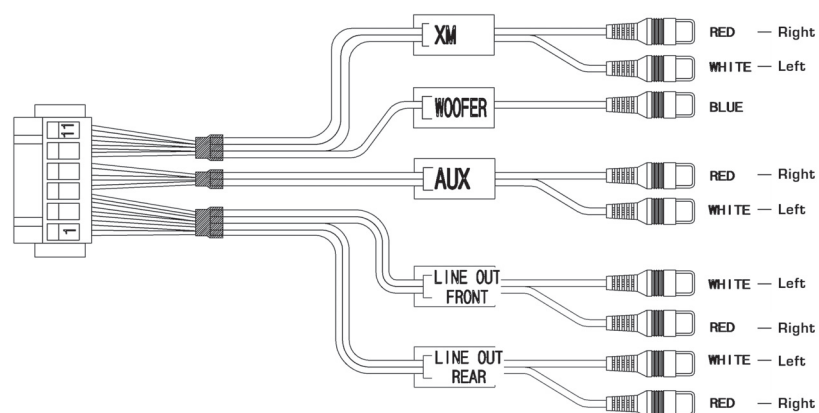 XM
RED — Right
WHITE — Left
WOOFER
BLUE
11
AUX
RED — Right
WHITE — Left
1
LINE OUT
FRONT
WHITE — Left
RED — Right
LINE OUT
REAR
WHITE — Left
RED — Right